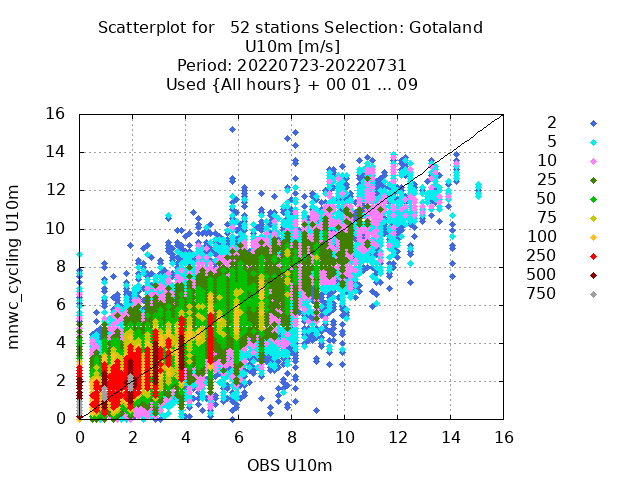 Scatterplot for   52 stations Selection: Gotaland
U10m [m/s]
Period: 20220723-20220731
Used {All hours} + 00 01 ... 09
16
14
12
10
8
6
4
2
0
mnwc_cycling U10m
0 2 4 6 8 10 12 14 16
OBS U10m
2
5
10
25
50
75
100
250
500
750